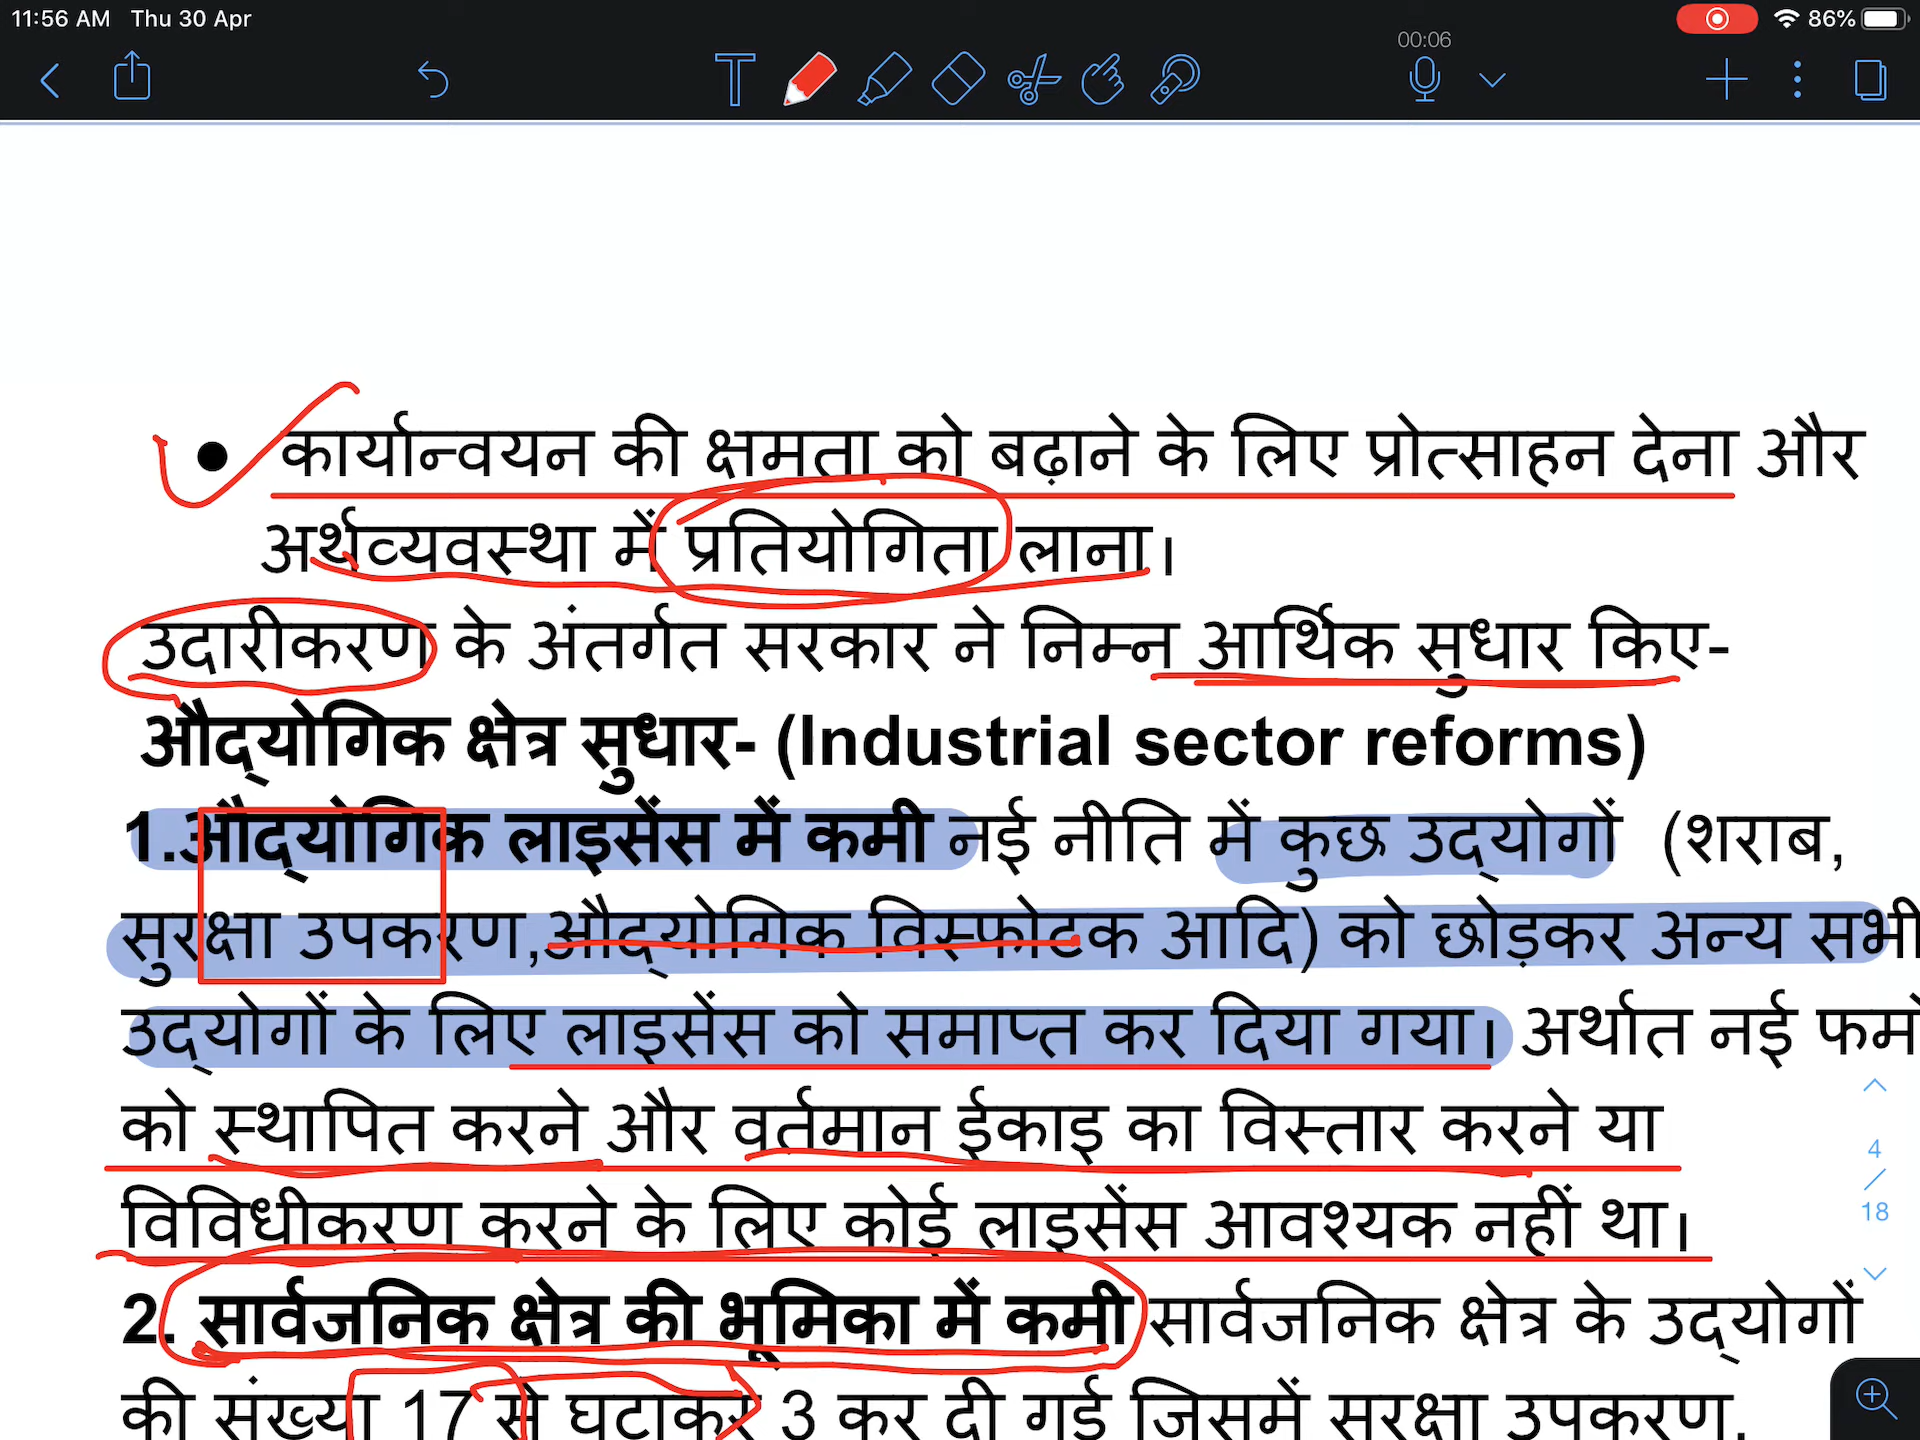 11:56 AM Thu 30 Apr
86%
00:06
कार्यान्वयन की क्षमता को बढ़ाने के लिए प्रोत्साहन देना और
अर्थव्यवस्था में प्रतियोगिता लाना।
उदारीकरण के अंतर्गत सरकार ने निम्न आर्थिक सुधार किए-
औद्योगिक क्षेत्र सुधार- (Industrial sector reforms)
1.औद्योगिक लाइसेंस में कमी नई नीति में कुछ उद्योगों (शराब,
सुरक्षा उपकरण,औद्योगिक विस्फोटक आदि) को छोड़कर अन्य सभी
उद्योगों के लिए लाइसेंस को समाप्त कर दिया गया। अर्थात नई
को स्थापित करने और वर्तमान ईकाइ का विस्तार करने या
विविधीकरण करने के लिए कोई लाइसेंस आवश्यक नहीं था।
2. सार्वजनिक क्षेत्र की भूमिका में कमी सार्वजनिक क्षेत्र के उद्योगों
की संख्या 17 से घटाकर 3 कर दी गई जिसमें सुरक्षा उपकरण,
4
/
18